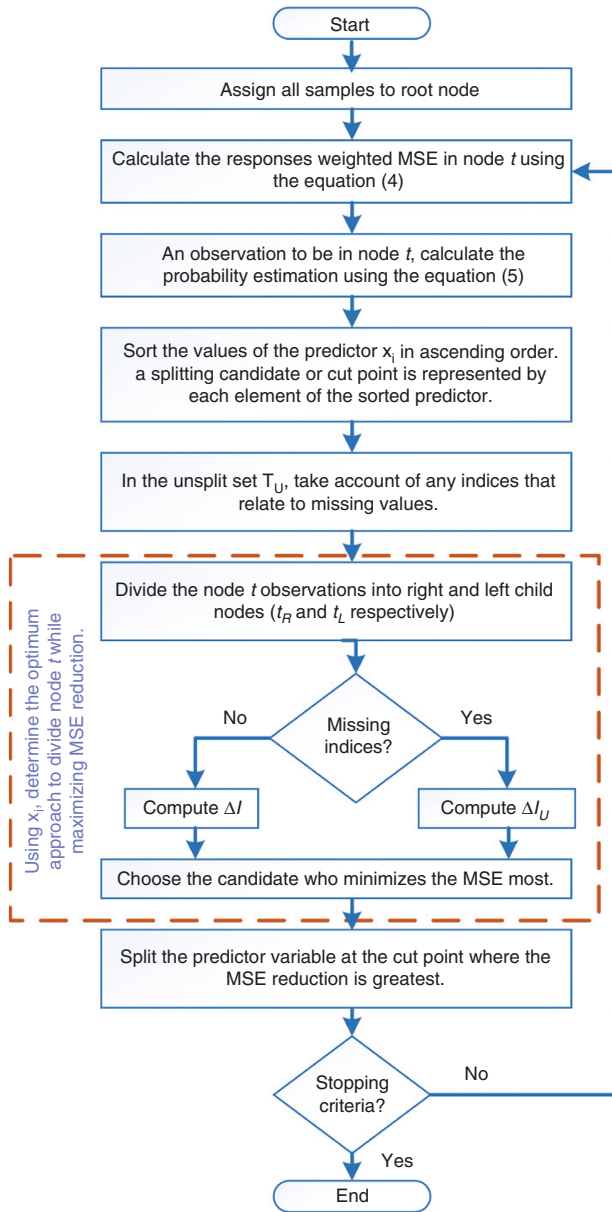 Start
Assign all samples to root node
Calculate the responses weighted MSE in node t using
the equation (4)
An observation to be in node t, calculate the
probability estimation using the equation (5)
Sort the values of the predictor x_i in ascending order.
a splitting candidate or cut point is represented by
each element of the sorted predictor.
In the unsplit set T_U, take account of any indices that
relate to missing values.
Using x_i, determine the optimum
approach to divide node t while
maximizing MSE reduction.
Divide the node t observations into right and left child
nodes (t_R and t_L respectively)
Missing
indices?
No
Yes
Compute ΔI
Compute ΔI_U
Choose the candidate who minimizes the MSE most.
Split the predictor variable at the cut point where the
MSE reduction is greatest.
Stopping
criteria?
No
Yes
End